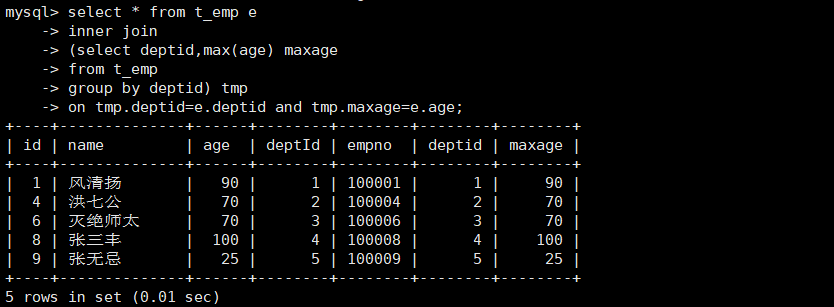 mysql> select * from t_emp e
    -> inner join
    -> (select deptid,max(age) maxage
    -> from t_emp
    -> group by deptid) tmp
    -> on tmp.deptid=e.deptid and tmp.maxage=e.age;
+----+--------------+------+--------+--------+--------+--------+
| id | name         | age  | deptId | empno  | deptid | maxage |
+----+--------------+------+--------+--------+--------+--------+
|  1 | 风清扬       |   90 |      1 | 100001 |      1 |     90 |
|  4 | 洪七公       |   70 |      2 | 100004 |      2 |     70 |
|  6 | 灭绝师太     |   70 |      3 | 100006 |      3 |     70 |
|  8 | 张三丰       |  100 |      4 | 100008 |      4 |    100 |
|  9 | 张无忌       |   25 |      5 | 100009 |      5 |     25 |
+----+--------------+------+--------+--------+--------+--------+
5 rows in set (0.01 sec)